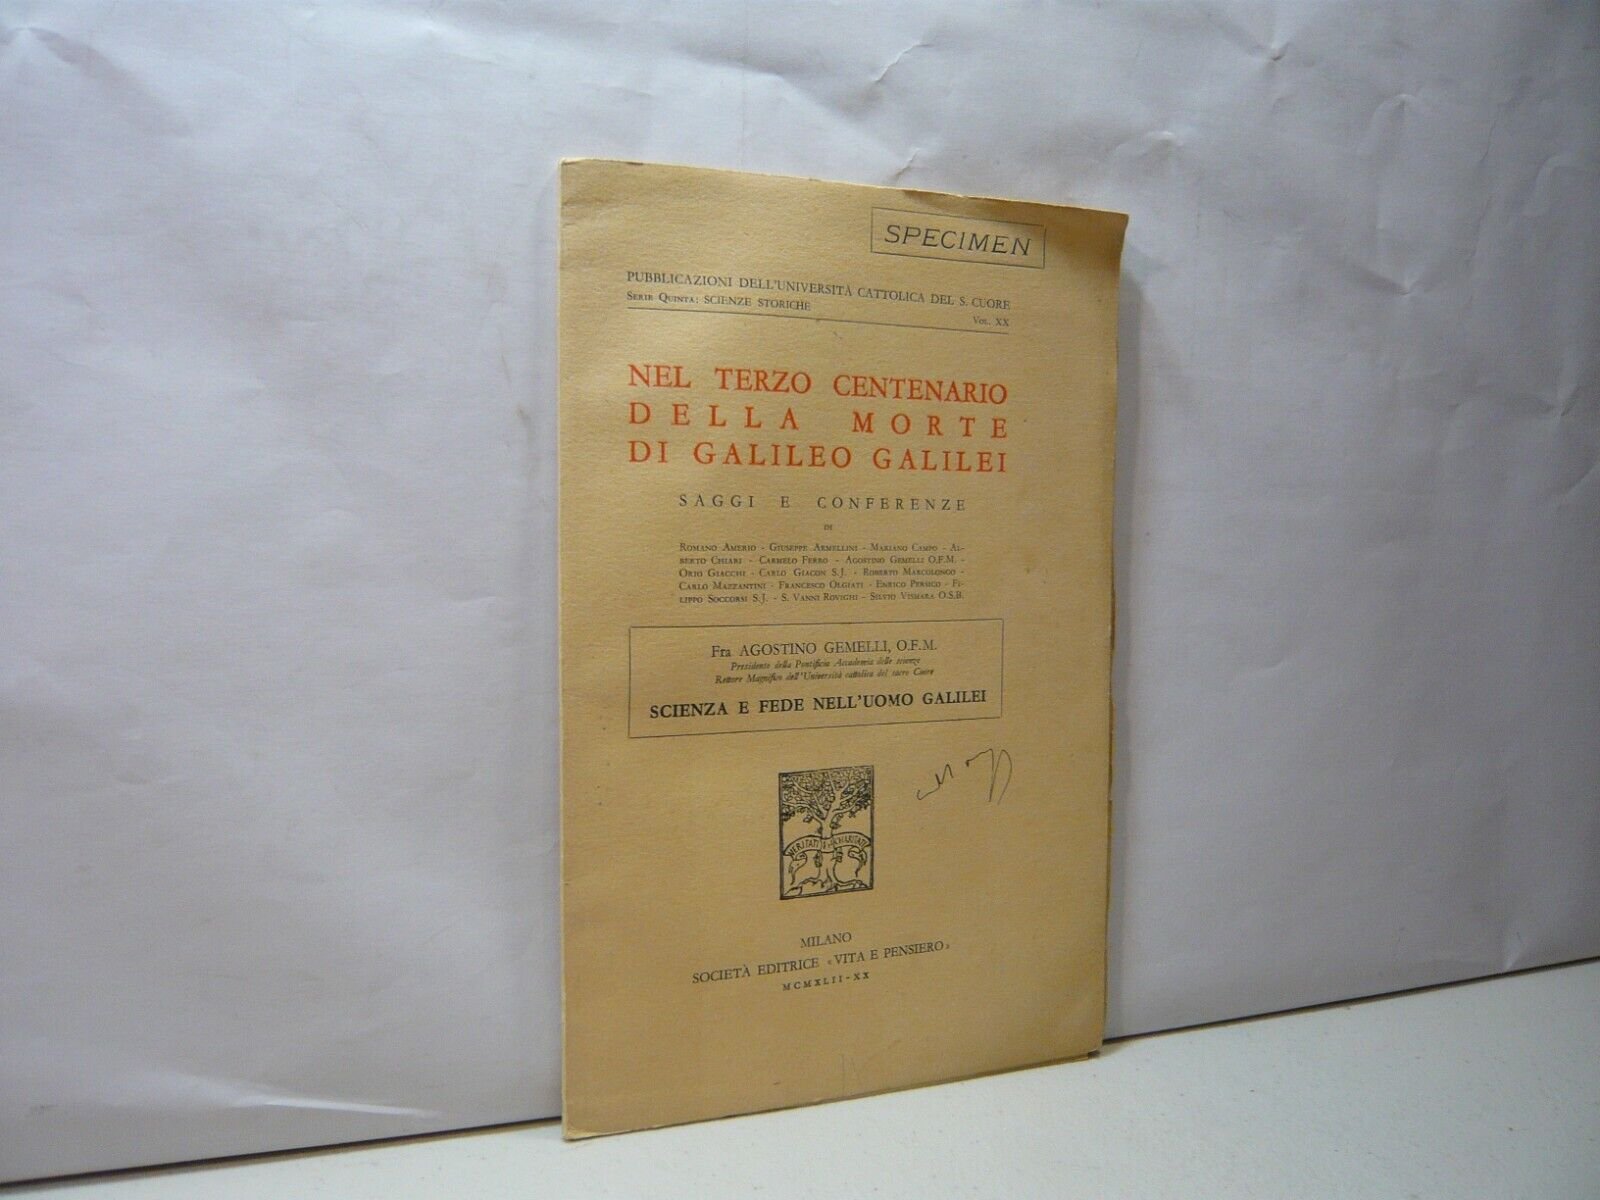 SPECIMEN
PUBBLICAZIONI DELL'UNIVERSITÀ CATTOLICA DEL S. CUORE
Serie Quinta: SCIENZE STORICHE
Vol. XX
NEL TERZO CENTENARIO
DELLA MORTE
DI GALILEO GALILEI
SAGGI E CONFERENZE
DI
Romano Amerio - Giuseppe Armellini - Mariano Campo - Al-
berto Chiari - Carmelo Ferro - Agostino Gemelli O.F.M. -
Orio Giacchi - Carlo Giacon S.J. - Roberto Marcolongo -
Carlo Mazzantini - Francesco Olgiati - Enrico Persico - Fi-
lippo Soccorsi S.J. - S. Vanni Rovighi - Silvio Vismara O.S.B.
Fra AGOSTINO GEMELLI, O.F.M.
Presidente della Pontificia Accademia delle scienze
Rettore Magnifico dell'Università cattolica del sacro Cuore
SCIENZA E FEDE NELL'UOMO GALILEI
VERITATI ET CHARITATI
MILANO
SOCIETÀ EDITRICE «VITA E PENSIERO»
MCMXLII-XX